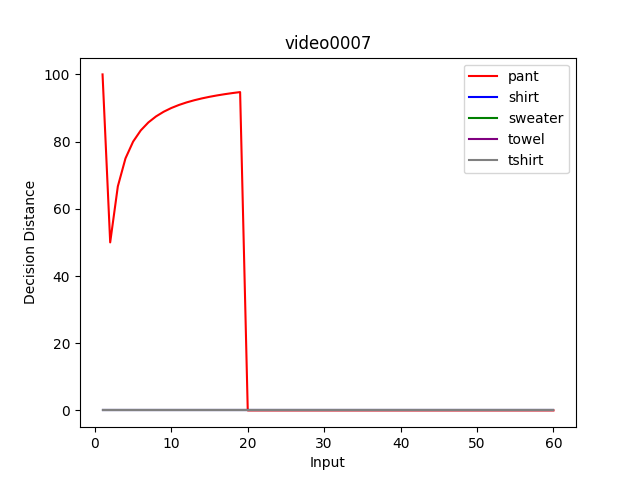 video0007
100
80
60
40
20
0
Decision Distance
0 10 20 30 40 50 60
Input
pant
shirt
sweater
towel
tshirt